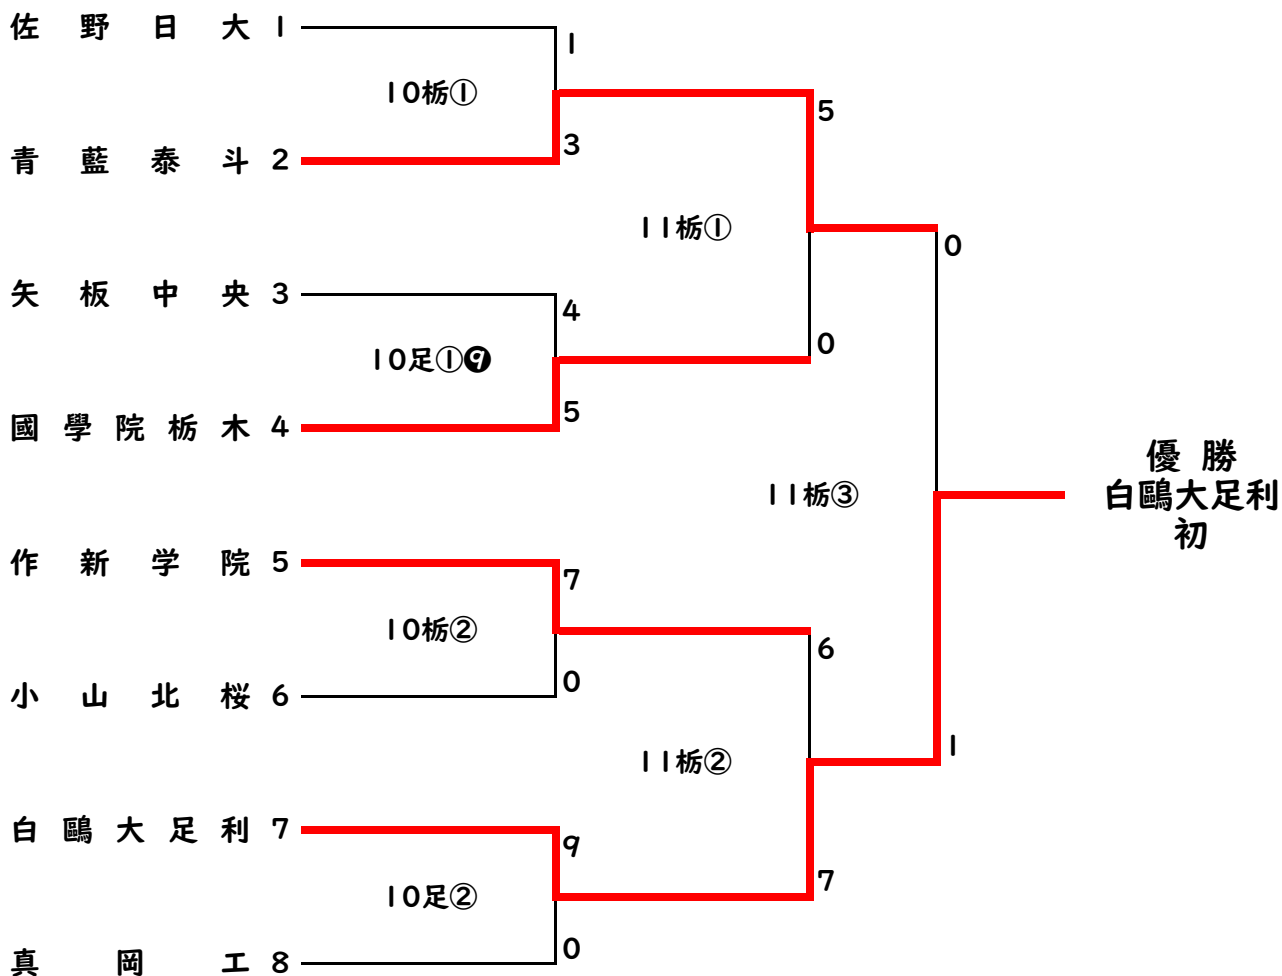 佐野日大 1
1
10栃①
3
青藍泰斗 2
5
11栃①
0
矢板中央 3
4
10足①❾
5
國學院栃木 4
0
11栃③
1
優勝
白鷗大足利
初
作新学院 5
7
10栃②
0
小山北桜 6
6
11栃②
7
白鷗大足利 7
9
10足②
0
真岡工 8